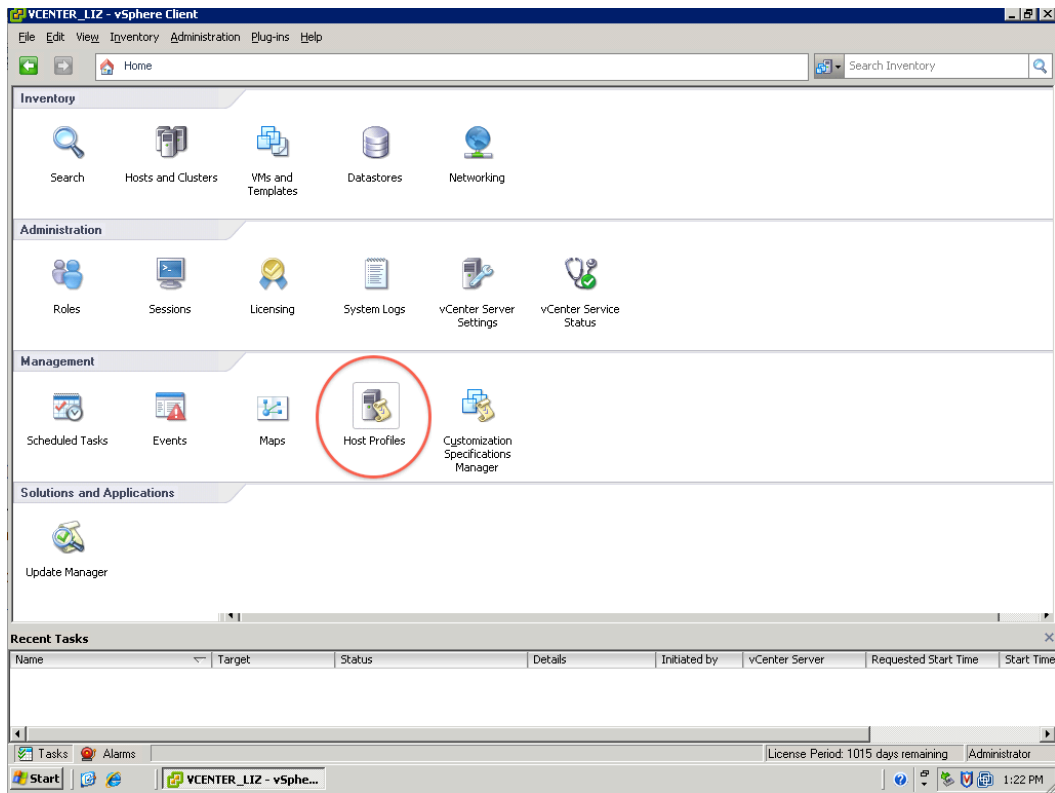 VCENTER_LIZ - vSphere Client
File Edit View Inventory Administration Plug-ins Help
Home
Search Inventory
Inventory
Search
Hosts and Clusters
VMs and
Templates
Datastores
Networking
Administration
Roles
Sessions
Licensing
System Logs
vCenter Server
Settings
vCenter Service
Status
Management
Scheduled Tasks
Events
Maps
Host Profiles
Customization
Specifications
Manager
Solutions and Applications
Update Manager
Recent Tasks
Name Target Status Details Initiated by vCenter Server Requested Start Time Start Time
Tasks Alarms License Period: 1015 days remaining Administrator
Start VCENTER_LIZ - vSphe... 1:22 PM